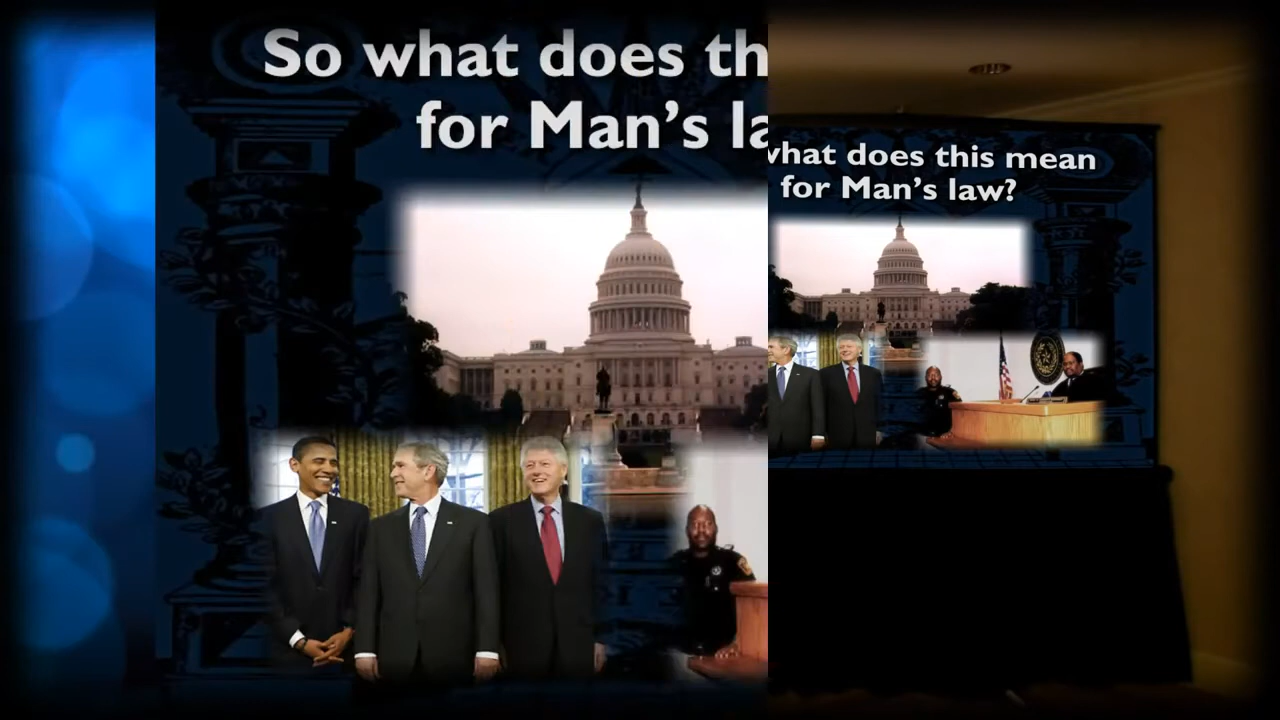 So what does th
for Man's la
what does this mean
for Man's law?